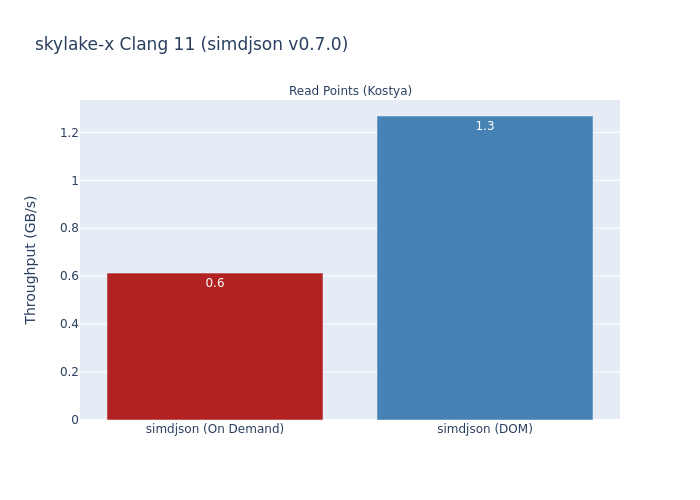 skylake-x Clang 11 (simdjson v0.7.0)
Read Points (Kostya)
Throughput (GB/s)
1.2
1
0.8
0.6
0.4
0.2
0
0.6
1.3
simdjson (On Demand)
simdjson (DOM)